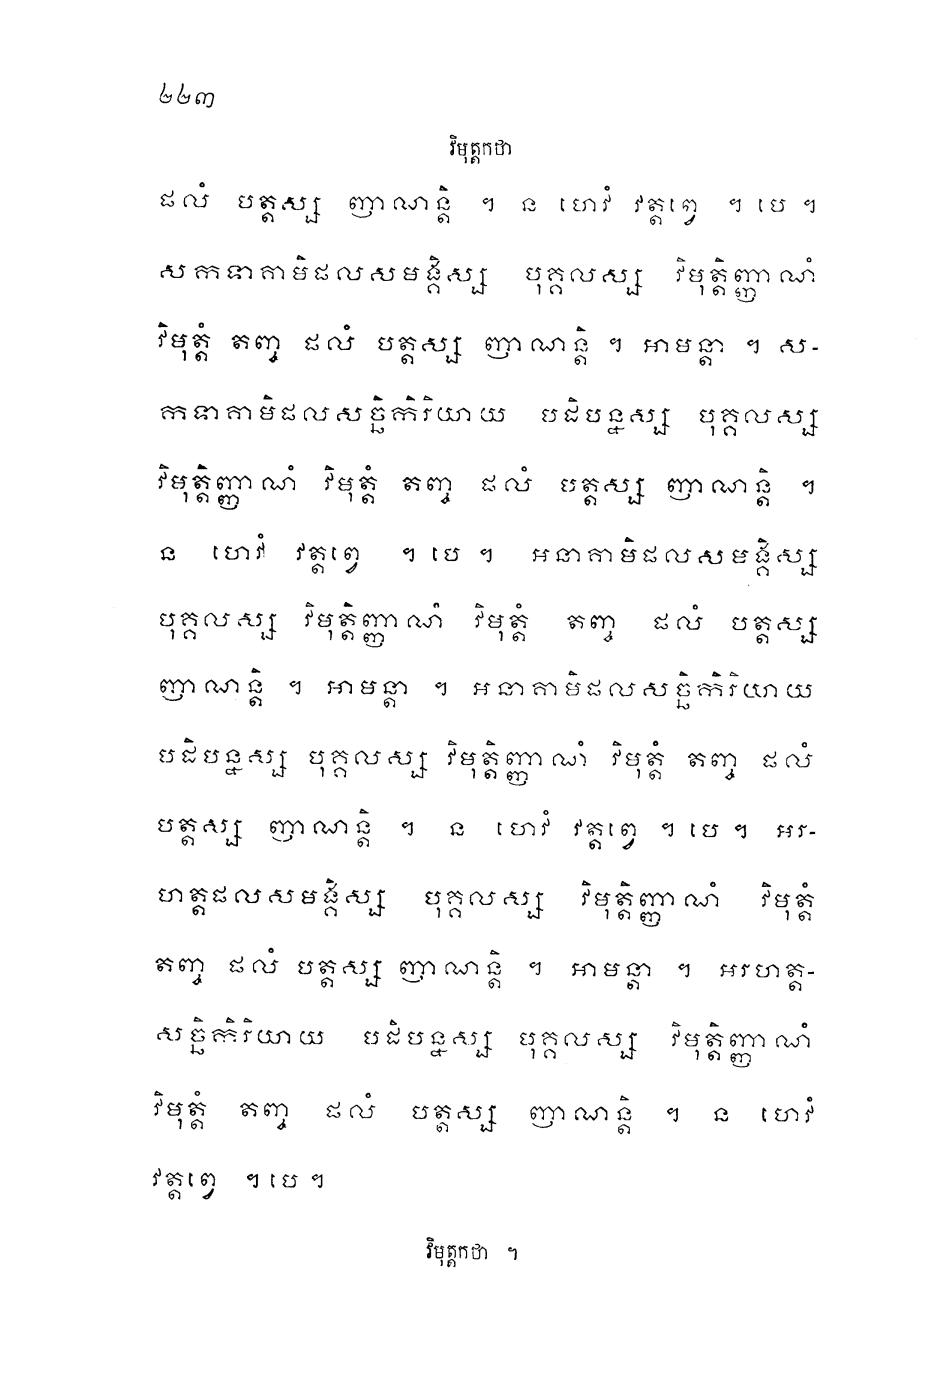 ២២៣
វិមុត្តកថា
ផលំ បត្តស្ស ញាណន្តិ ។ ន ហេវំ វត្តព្វេ ។ បេ ។
សកទាគាមិផលសមង្គិស្ស បុគ្គលស្ស វិមុត្តិញ្ញាណំ
វិមុត្តំ តញ្ច ផលំ បត្តស្ស ញាណន្តិ ។ អាមន្តា ។ ស-
កទាគាមិផលសច្ឆិកិរិយាយ បដិបន្នស្ស បុគ្គលស្ស
វិមុត្តិញ្ញាណំ វិមុត្តំ តញ្ច ផលំ បត្តស្ស ញាណន្តិ ។
ន ហេវំ វត្តព្វេ ។ បេ ។ អនាគាមិផលសមង្គិស្ស
បុគ្គលស្ស វិមុត្តិញ្ញាណំ វិមុត្តំ តញ្ច ផលំ បត្តស្ស
ញាណន្តិ ។ អាមន្តា ។ អនាគាមិផលសច្ឆិកិរិយាយ
បដិបន្នស្ស បុគ្គលស្ស វិមុត្តិញ្ញាណំ វិមុត្តំ តញ្ច ផលំ
បត្តស្ស ញាណន្តិ ។ ន ហេវំ វត្តព្វេ ។ បេ ។ អរ-
ហត្តផលសមង្គិស្ស បុគ្គលស្ស វិមុត្តិញ្ញាណំ វិមុត្តំ
តញ្ច ផលំ បត្តស្ស ញាណន្តិ ។ អាមន្តា ។ អរហត្ត-
សច្ឆិកិរិយាយ បដិបន្នស្ស បុគ្គលស្ស វិមុត្តិញ្ញាណំ
វិមុត្តំ តញ្ច ផលំ បត្តស្ស ញាណន្តិ ។ ន ហេវំ
វត្តព្វេ ។ បេ ។
វិមុត្តកថា ។